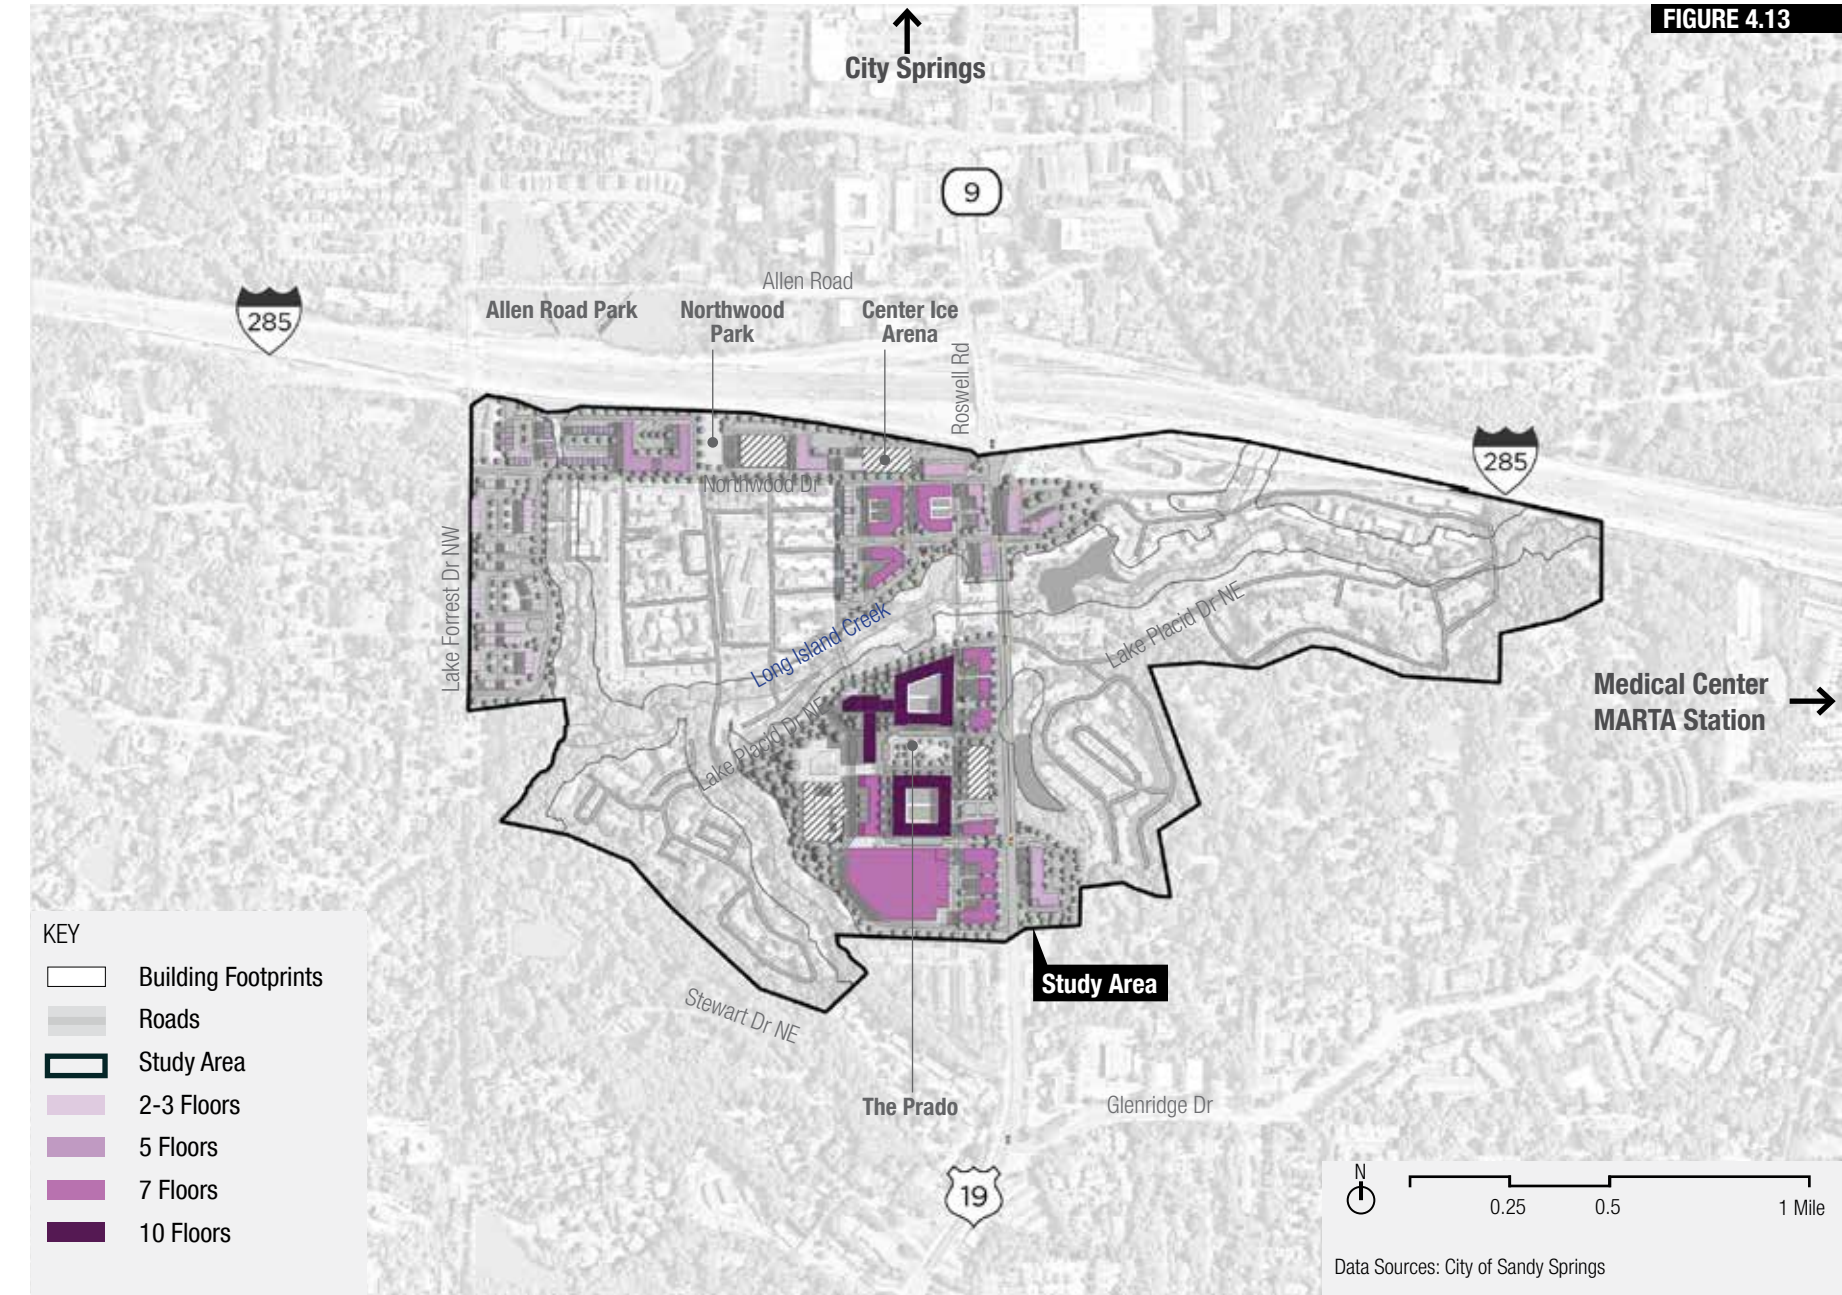 FIGURE 4.13
City Springs
9
Allen Road
285
Allen Road Park
Northwood
Park
Center Ice
Arena
Roswell Rd
285
Northwood Dr
Lake Forrest Dr NW
Long Island Creek
Lake Placid Dr NE
Lake Placid Dr NE
Medical Center
MARTA Station
Study Area
Stewart Dr NE
The Prado
Glenridge Dr
19
KEY
Building Footprints
Roads
Study Area
2-3 Floors
5 Floors
7 Floors
10 Floors
N
0.25
0.5
1 Mile
Data Sources: City of Sandy Springs